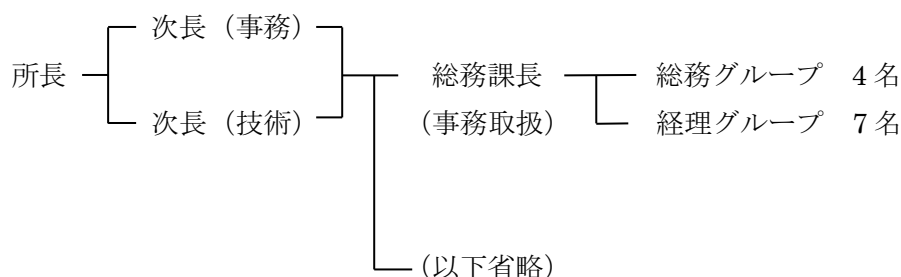 次長（事務）
所長 総務課長 総務グループ 4名
次長（技術） （事務取扱） 経理グループ 7名
（以下省略）